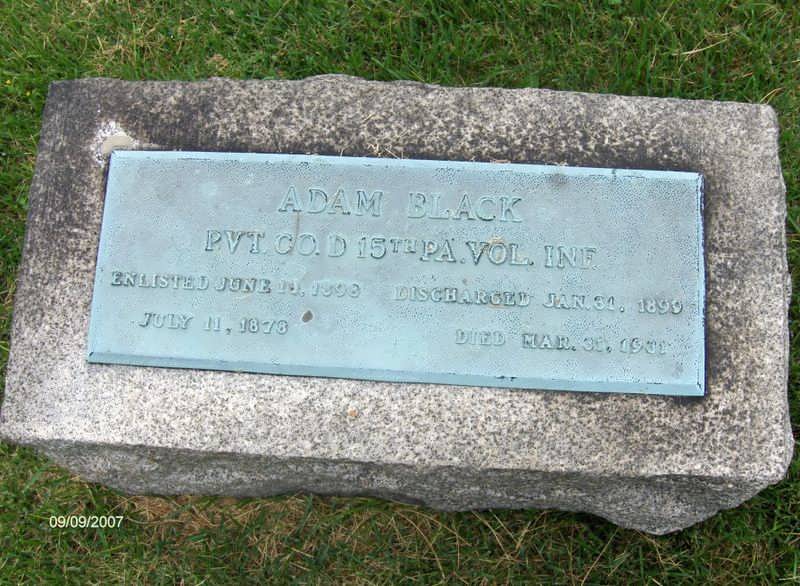 ADAM BLACK
PVT. CO. D 15TH PA. VOL. INF.
ENLISTED JUNE 14, 1898 DISCHARGED JAN. 31, 1899
JULY 11, 1878 DIED MAR. 31, 1931
09/09/2007